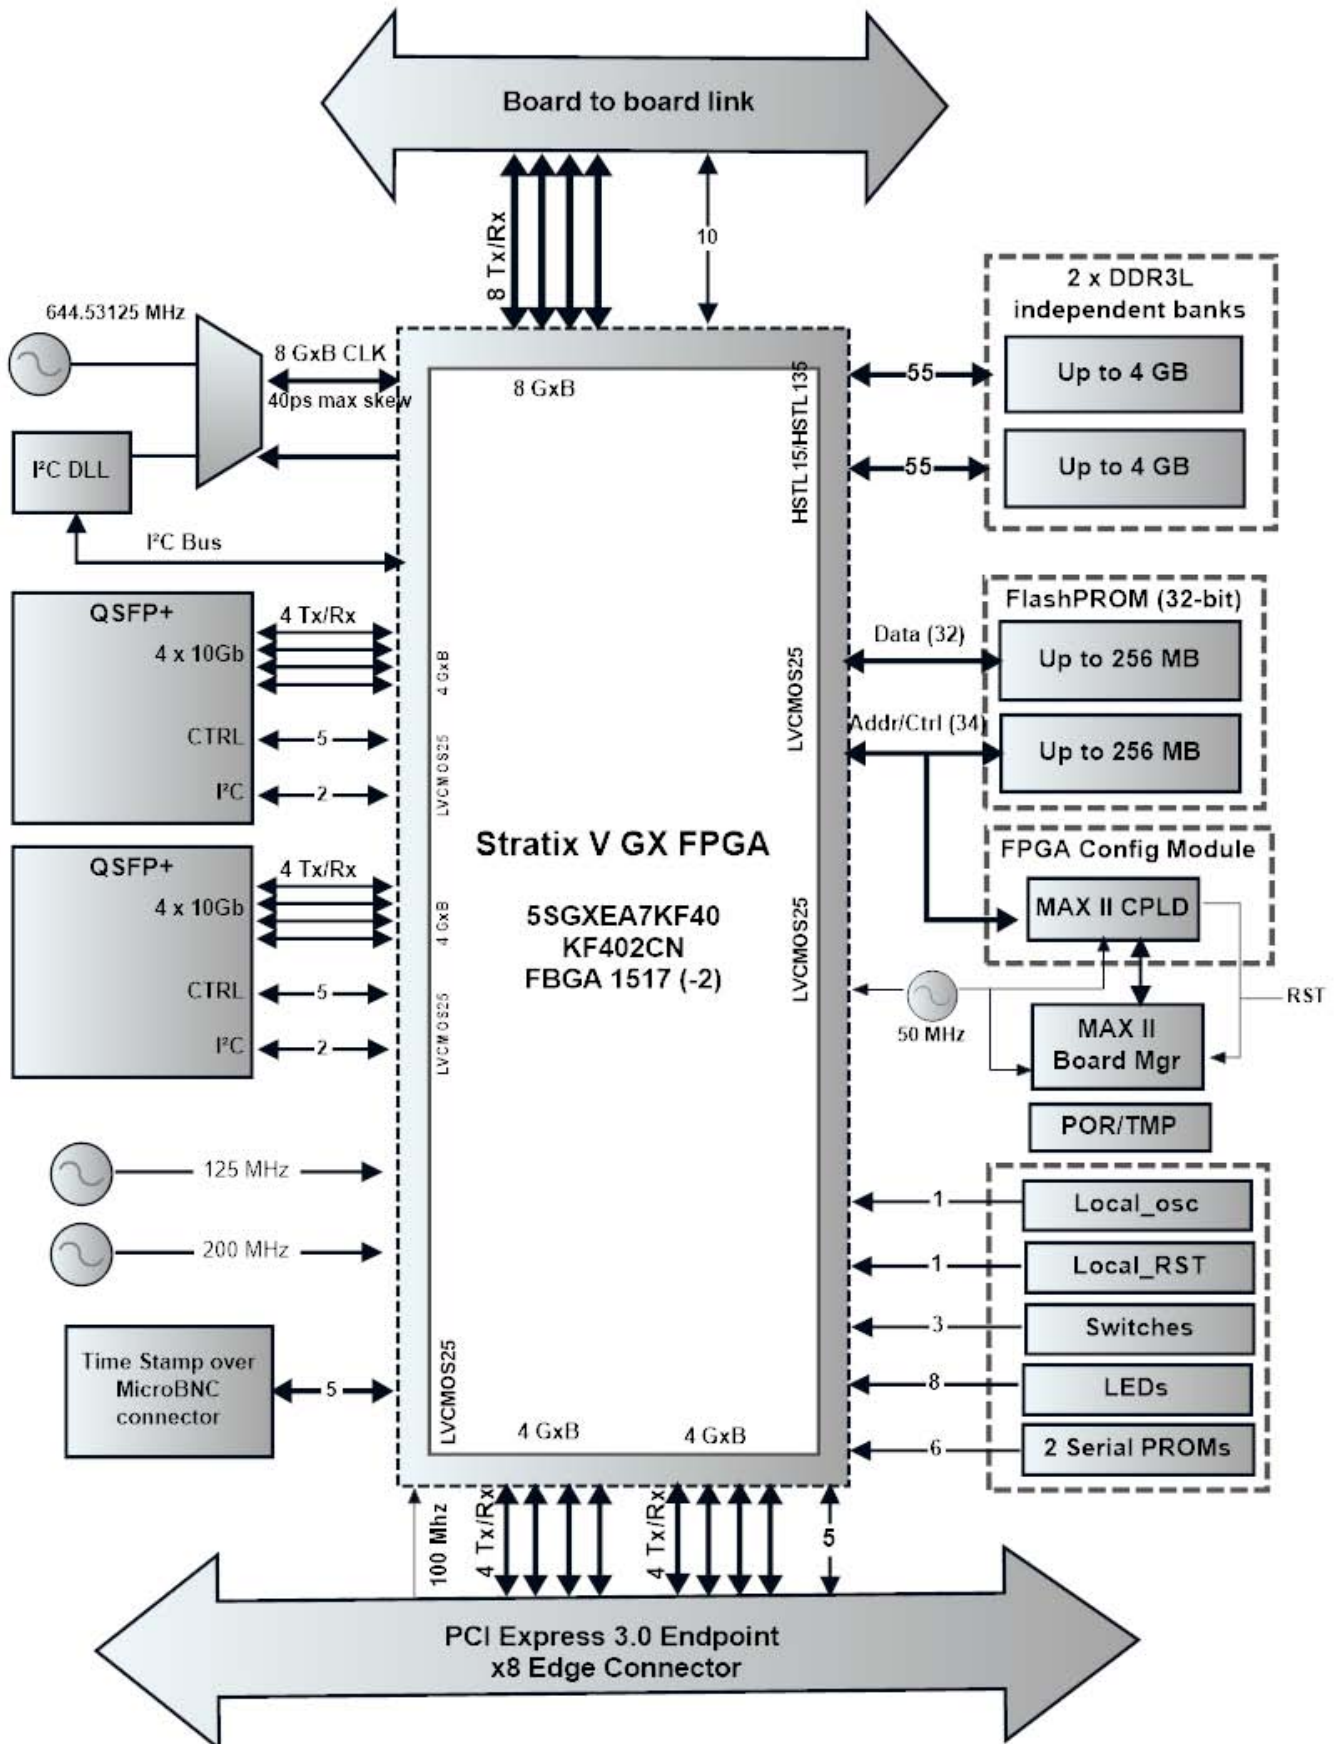 Board to board link
8 Tx/Rx
10
644.53125 MHz
8 GxB CLK
40ps max skew
I²C DLL
I²C Bus
8 GxB
HSTL15/HSTL135
55
55
2 x DDR3L
independent banks
Up to 4 GB
Up to 4 GB
QSFP+
4 x 10Gb
CTRL
I²C
4 Tx/Rx
5
2
4 GxB
LVCMOS25
Data (32)
Addr/Ctrl (34)
LVCMOS25
FlashPROM (32-bit)
Up to 256 MB
Up to 256 MB
Stratix V GX FPGA
5SGXEA7KF40
KF402CN
FBGA 1517 (-2)
QSFP+
4 x 10Gb
CTRL
I²C
4 Tx/Rx
5
2
4 GxB
LVCMOS25
LVCMOS25
FPGA Config Module
MAX II CPLD
50 MHz
RST
MAX II
Board Mgr
POR/TMP
125 MHz
200 MHz
Time Stamp over
MicroBNC
connector
5
LVCMOS25
1
Local_osc
1
Local_RST
3
Switches
8
LEDs
6
2 Serial PROMs
4 GxB
4 GxB
100 Mhz
4 Tx/Rx
4 Tx/Rx
5
PCI Express 3.0 Endpoint
x8 Edge Connector